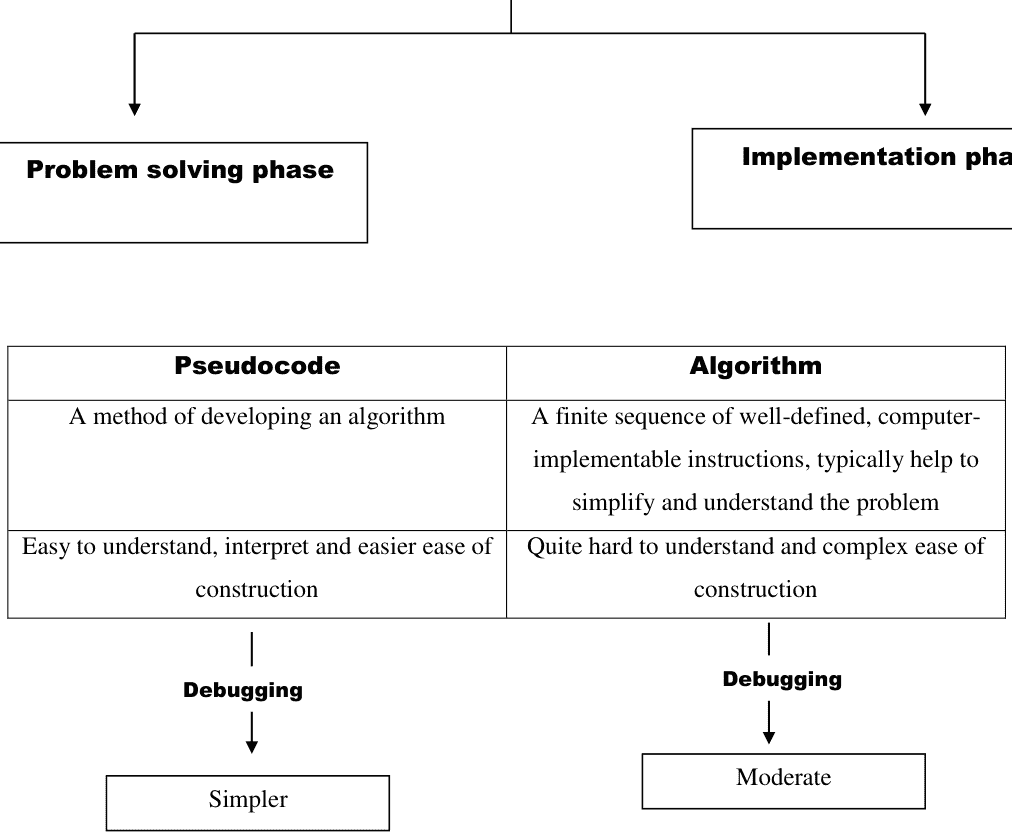 Problem solving phase
Implementation pha
Pseudocode
Algorithm
A method of developing an algorithm
A finite sequence of well-defined, computer-
implementable instructions, typically help to
simplify and understand the problem
Easy to understand, interpret and easier ease of
construction
Quite hard to understand and complex ease of
construction
Debugging
Debugging
Simpler
Moderate